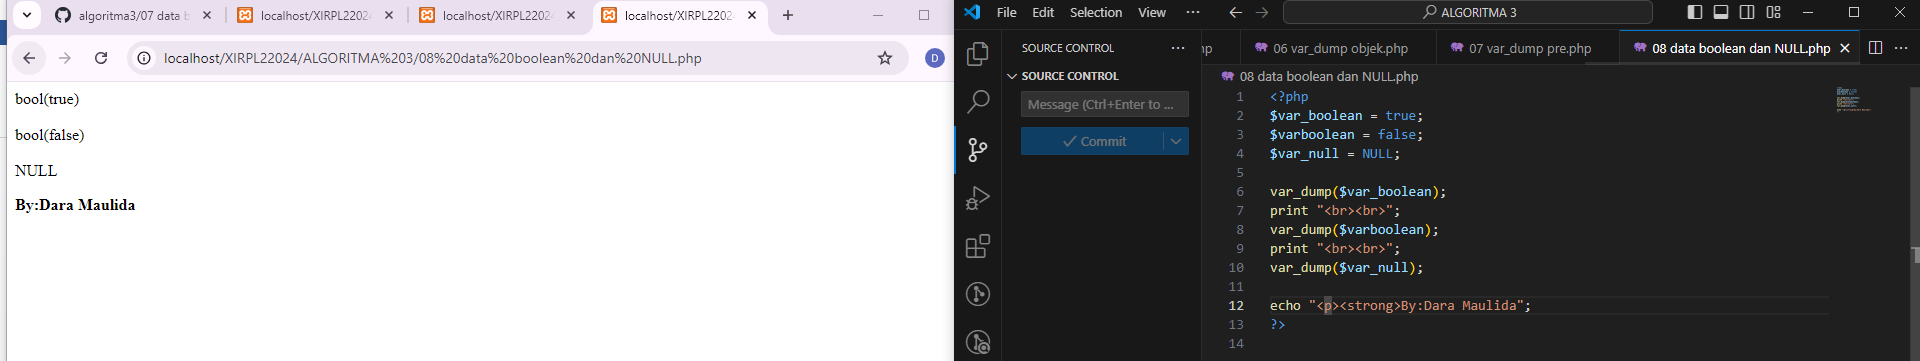 algoritma3/07 data b
localhost/XIRPL22024
localhost/XIRPL22024
localhost/XIRPL22024
localhost/XIRPL22024/ALGORITMA%203/08%20data%20boolean%20dan%20NULL.php
D
bool(true)
bool(false)
NULL
By:Dara Maulida
File Edit Selection View ···
ALGORITMA 3
SOURCE CONTROL ···
SOURCE CONTROL
Message (Ctrl+Enter to ...
Commit
hp
06 var_dump objek.php
07 var_dump pre.php
08 data boolean dan NULL.php
08 data boolean dan NULL.php
1 <?php
2 $var_boolean = true;
3 $varboolean = false;
4 $var_null = NULL;
5
6 var_dump($var_boolean);
7 print "<br><br>";
8 var_dump($varboolean);
9 print "<br><br>";
10 var_dump($var_null);
11
12 echo "<p><strong>By:Dara Maulida";
13 ?>
14